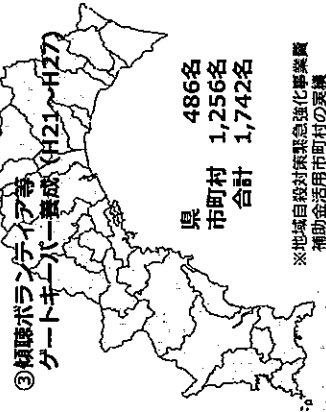 ③傾聴ボランティア等
ゲートキーパー養成（H21～H27）
県 486名
市町村 1,256名
合計 1,742名
※地域自殺対策緊急強化事業費
補助金活用市町村の実績